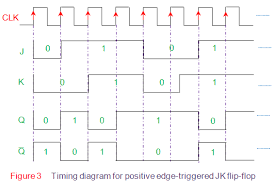 CLK
J 0 1 0 1
K 0 1 0 1
Q 0 1 0 1 0
Q̅ 1 0 1 0 1
Figure 3 Timing diagram for positive edge-triggered JK flip-flop